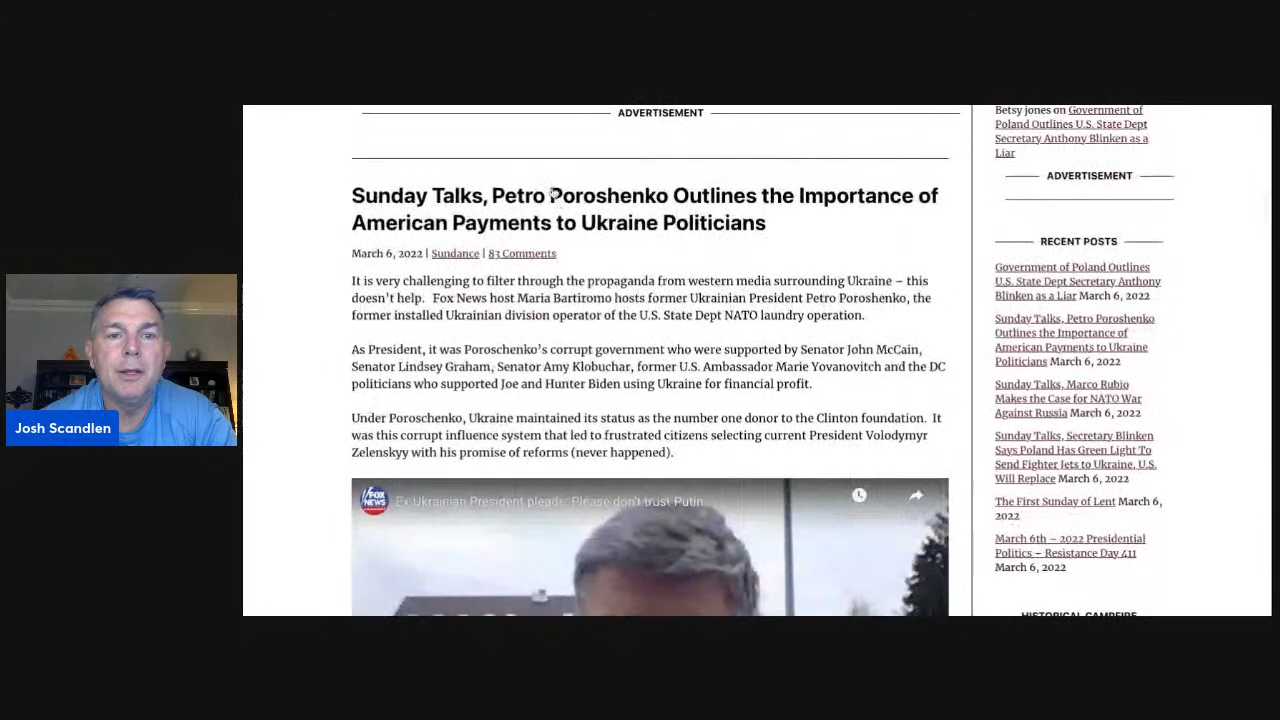 ADVERTISEMENT
Sunday Talks, Petro Poroshenko Outlines the Importance of
American Payments to Ukraine Politicians
March 6, 2022 | Sundance | 83 Comments
It is very challenging to filter through the propaganda from western media surrounding Ukraine – this
doesn't help.  Fox News host Maria Bartiromo hosts former Ukrainian President Petro Poroshenko, the
former installed Ukrainian division operator of the U.S. State Dept NATO laundry operation.
As President, it was Poroschenko's corrupt government who were supported by Senator John McCain,
Senator Lindsey Graham, Senator Amy Klobuchar, former U.S. Ambassador Marie Yovanovitch and the DC
politicians who supported Joe and Hunter Biden using Ukraine for financial profit.
Under Poroschenko, Ukraine maintained its status as the number one donor to the Clinton foundation.  It
was this corrupt influence system that led to frustrated citizens selecting current President Volodymyr
Zelenskyy with his promise of reforms (never happened).
FOX
NEWS
Ex-Ukrainian President pleads: Please don't trust Putin
Betsy jones on Government of
Poland Outlines U.S. State Dept
Secretary Anthony Blinken as a
Liar
ADVERTISEMENT
RECENT POSTS
Government of Poland Outlines
U.S. State Dept Secretary Anthony
Blinken as a Liar March 6, 2022
Sunday Talks, Petro Poroshenko
Outlines the Importance of
American Payments to Ukraine
Politicians March 6, 2022
Sunday Talks, Marco Rubio
Makes the Case for NATO War
Against Russia March 6, 2022
Sunday Talks, Secretary Blinken
Says Poland Has Green Light To
Send Fighter Jets to Ukraine, U.S.
Will Replace March 6, 2022
The First Sunday of Lent March 6,
2022
March 6th – 2022 Presidential
Politics – Resistance Day 411
March 6, 2022
HISTORICAL CAMPFIRE
Josh Scandlen